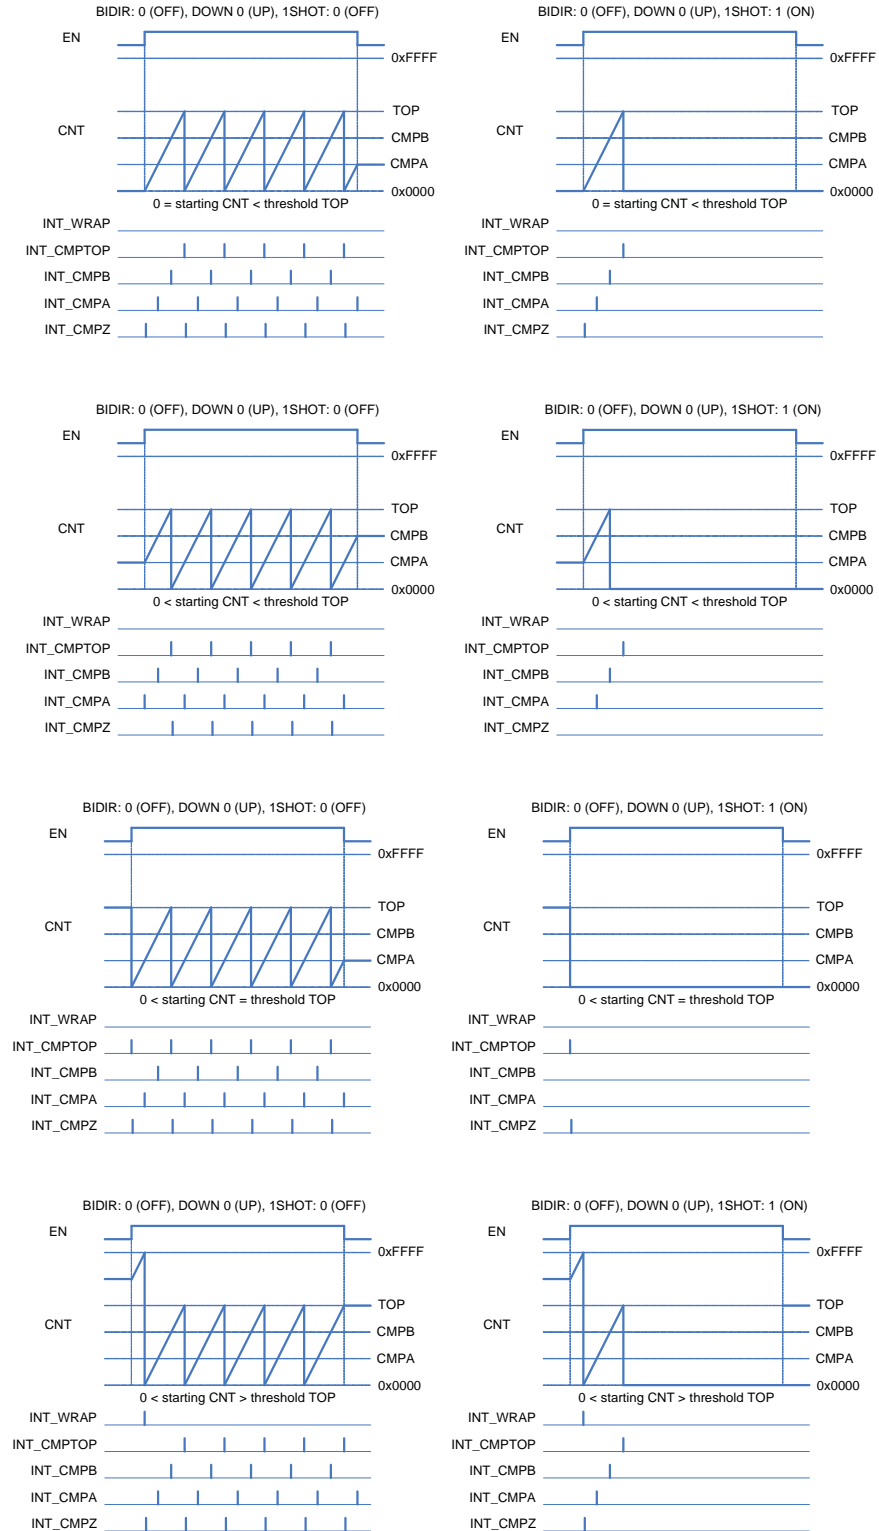 BIDIR: 0 (OFF), DOWN 0 (UP), 1SHOT: 0 (OFF)
EN
0xFFFF
TOP
CNT
CMPB
CMPA
0x0000
0 = starting CNT < threshold TOP
INT_WRAP
INT_CMPTOP
INT_CMPB
INT_CMPA
INT_CMPZ
BIDIR: 0 (OFF), DOWN 0 (UP), 1SHOT: 1 (ON)
EN
0xFFFF
TOP
CNT
CMPB
CMPA
0x0000
0 = starting CNT < threshold TOP
INT_WRAP
INT_CMPTOP
INT_CMPB
INT_CMPA
INT_CMPZ
BIDIR: 0 (OFF), DOWN 0 (UP), 1SHOT: 0 (OFF)
EN
0xFFFF
TOP
CNT
CMPB
CMPA
0x0000
0 < starting CNT < threshold TOP
INT_WRAP
INT_CMPTOP
INT_CMPB
INT_CMPA
INT_CMPZ
BIDIR: 0 (OFF), DOWN 0 (UP), 1SHOT: 1 (ON)
EN
0xFFFF
TOP
CNT
CMPB
CMPA
0x0000
0 < starting CNT < threshold TOP
INT_WRAP
INT_CMPTOP
INT_CMPB
INT_CMPA
INT_CMPZ
BIDIR: 0 (OFF), DOWN 0 (UP), 1SHOT: 0 (OFF)
EN
0xFFFF
TOP
CNT
CMPB
CMPA
0x0000
0 < starting CNT = threshold TOP
INT_WRAP
INT_CMPTOP
INT_CMPB
INT_CMPA
INT_CMPZ
BIDIR: 0 (OFF), DOWN 0 (UP), 1SHOT: 1 (ON)
EN
0xFFFF
TOP
CNT
CMPB
CMPA
0x0000
0 < starting CNT = threshold TOP
INT_WRAP
INT_CMPTOP
INT_CMPB
INT_CMPA
INT_CMPZ
BIDIR: 0 (OFF), DOWN 0 (UP), 1SHOT: 0 (OFF)
EN
0xFFFF
TOP
CNT
CMPB
CMPA
0x0000
0 < starting CNT > threshold TOP
INT_WRAP
INT_CMPTOP
INT_CMPB
INT_CMPA
INT_CMPZ
BIDIR: 0 (OFF), DOWN 0 (UP), 1SHOT: 1 (ON)
EN
0xFFFF
TOP
CNT
CMPB
CMPA
0x0000
0 < starting CNT > threshold TOP
INT_WRAP
INT_CMPTOP
INT_CMPB
INT_CMPA
INT_CMPZ